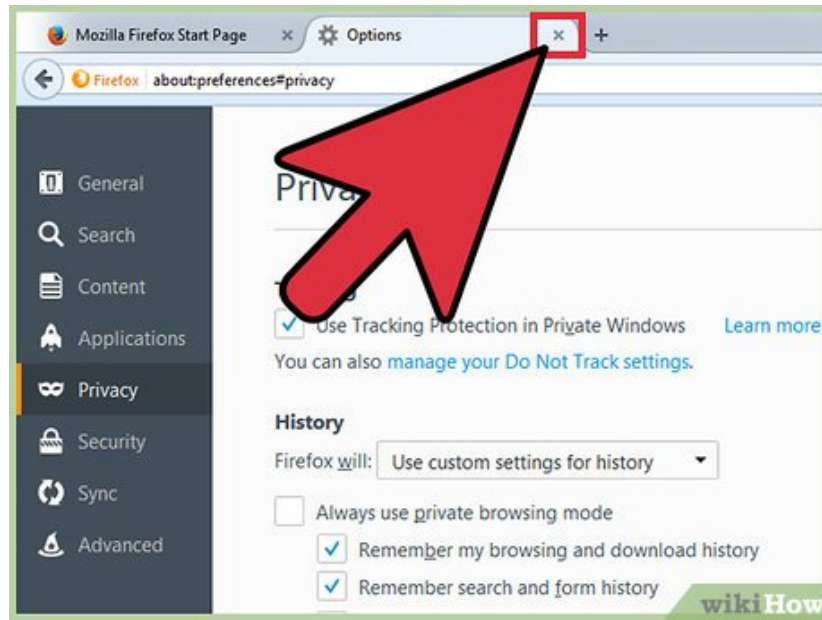 Mozilla Firefox Start Page
Options
Firefox about:preferences#privacy
General
Search
Content
Applications
Privacy
Security
Sync
Advanced
Use Tracking Protection in Private Windows Learn more
You can also manage your Do Not Track settings.
History
Firefox will: Use custom settings for history
Always use private browsing mode
Remember my browsing and download history
Remember search and form history
wikiHow